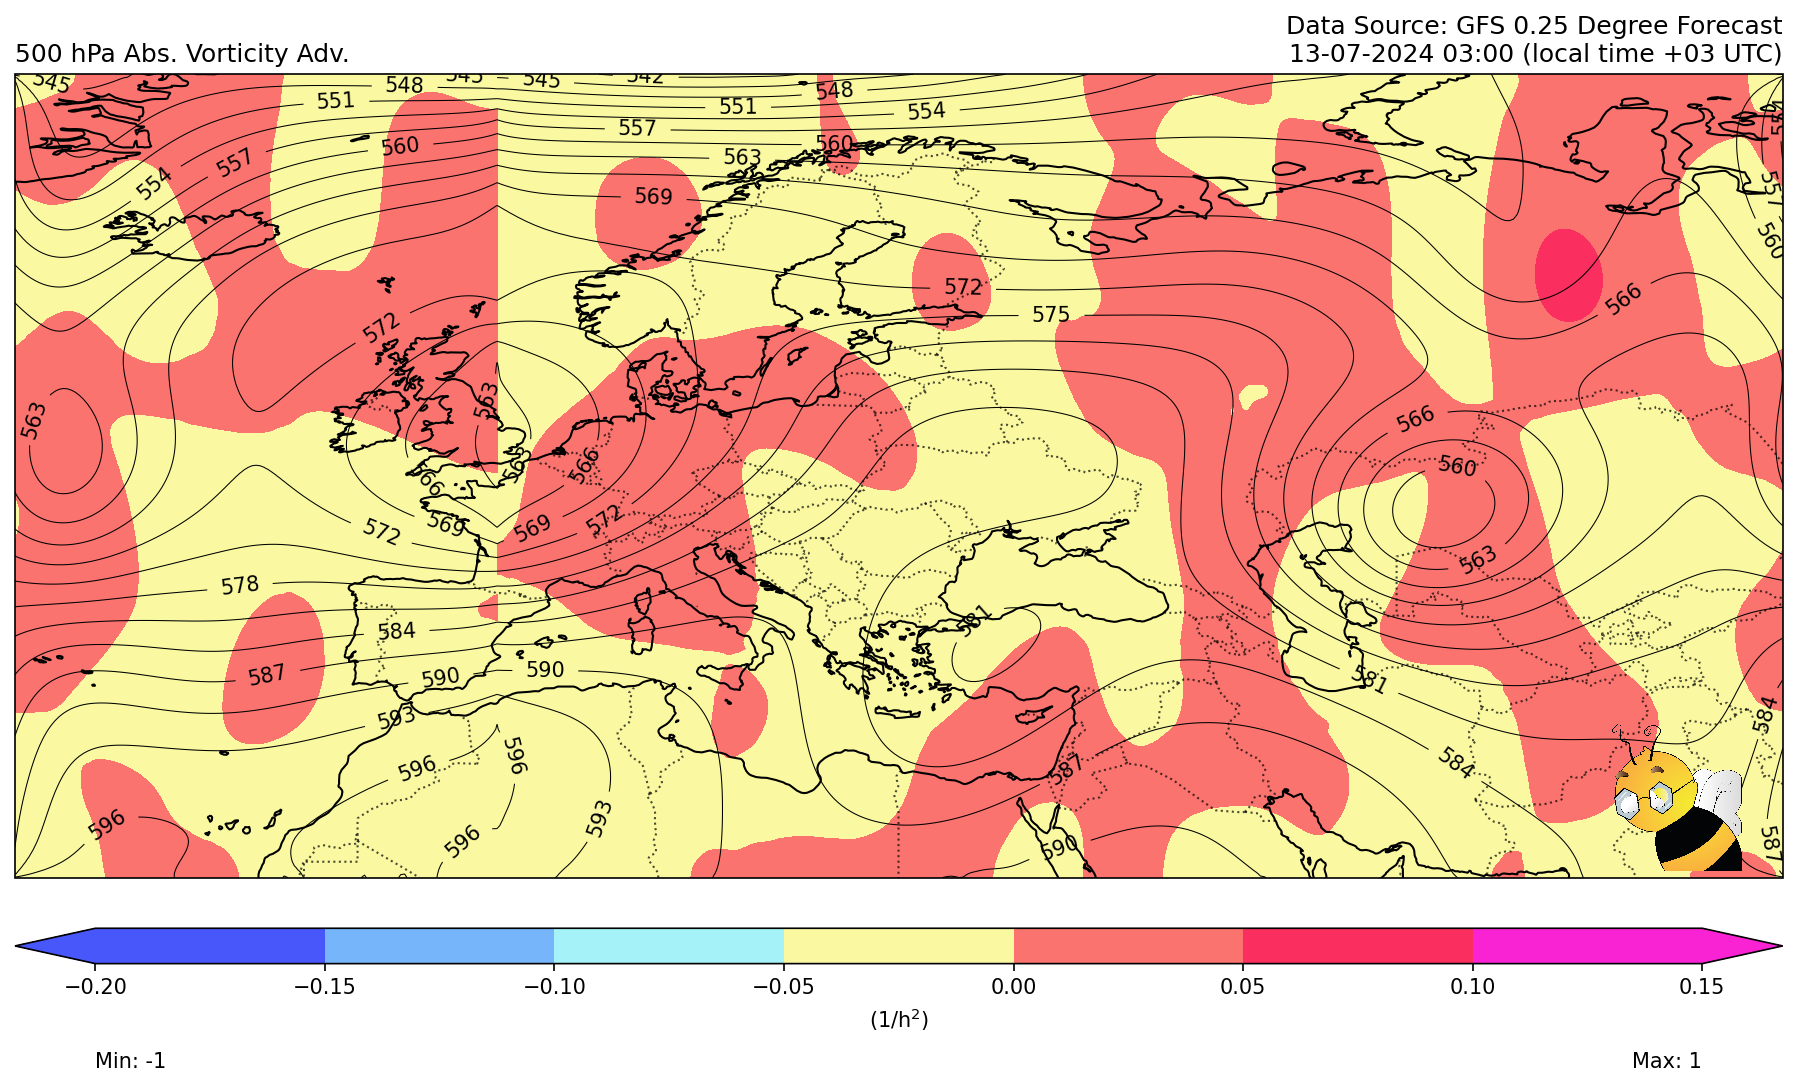 Data Source: GFS 0.25 Degree Forecast
500 hPa Abs. Vorticity Adv.
13-07-2024 03:00 (local time +03 UTC)
545 548 545 545 542 548
551 551 554
557 560 557 560
554 563 569
557 560
572 572 575 566
563 563 566
566 563 566 560
572 569 569 572 563
578 581
584
587 590 590 581
593 584
596 596 587 584
596 596 593 590 587
−0.20 −0.15 −0.10 −0.05 0.00 0.05 0.10 0.15
(1/h²)
Min: -1 Max: 1